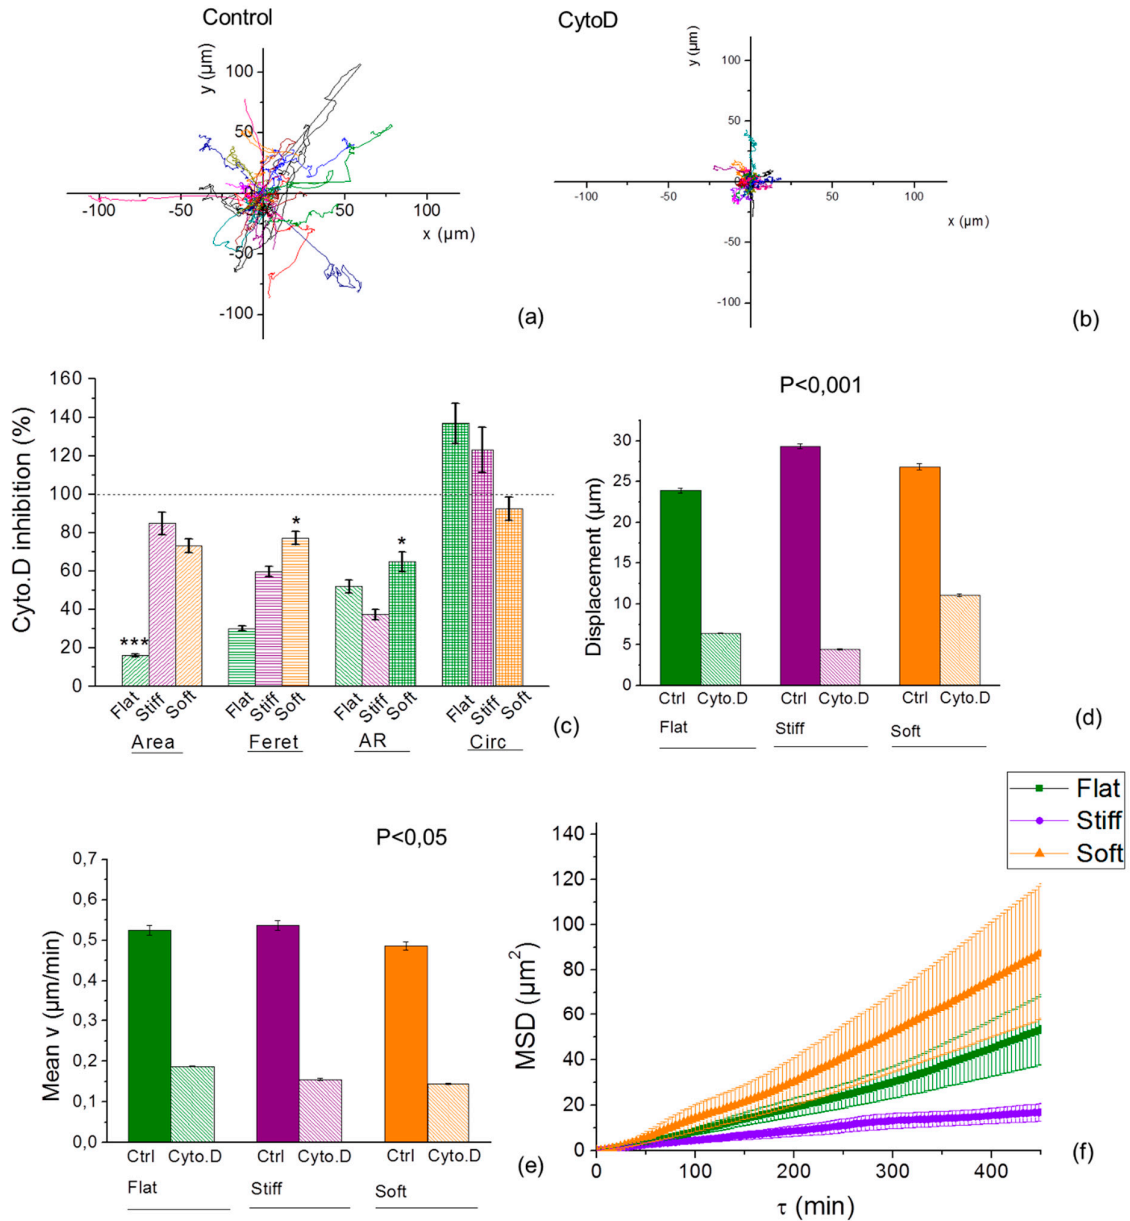 Control
y (µm)
100
50
-100
-50
50
100
x (µm)
-50
-100
(a)
CytoD
y (µm)
100
50
0
-100
-50
50
100
x (µm)
-50
-100
(b)
Cyto.D inhibition (%)
160
140
120
100
80
60
40
20
0
***
*
*
Flat Stiff Soft
Flat Stiff Soft
Flat Stiff Soft
Flat Stiff Soft
Area Feret AR Circ
(c)
P<0,001
Displacement (µm)
30
25
20
15
10
5
0
Ctrl Cyto.D Ctrl Cyto.D Ctrl Cyto.D
Flat Stiff Soft
(d)
P<0,05
Mean v (µm/min)
0,7
0,6
0,5
0,4
0,3
0,2
0,1
0,0
Ctrl Cyto.D Ctrl Cyto.D Ctrl Cyto.D
Flat Stiff Soft
(e)
Flat
Stiff
Soft
MSD (µm²)
140
120
100
80
60
40
20
0
0 100 200 300 400
τ (min)
(f)